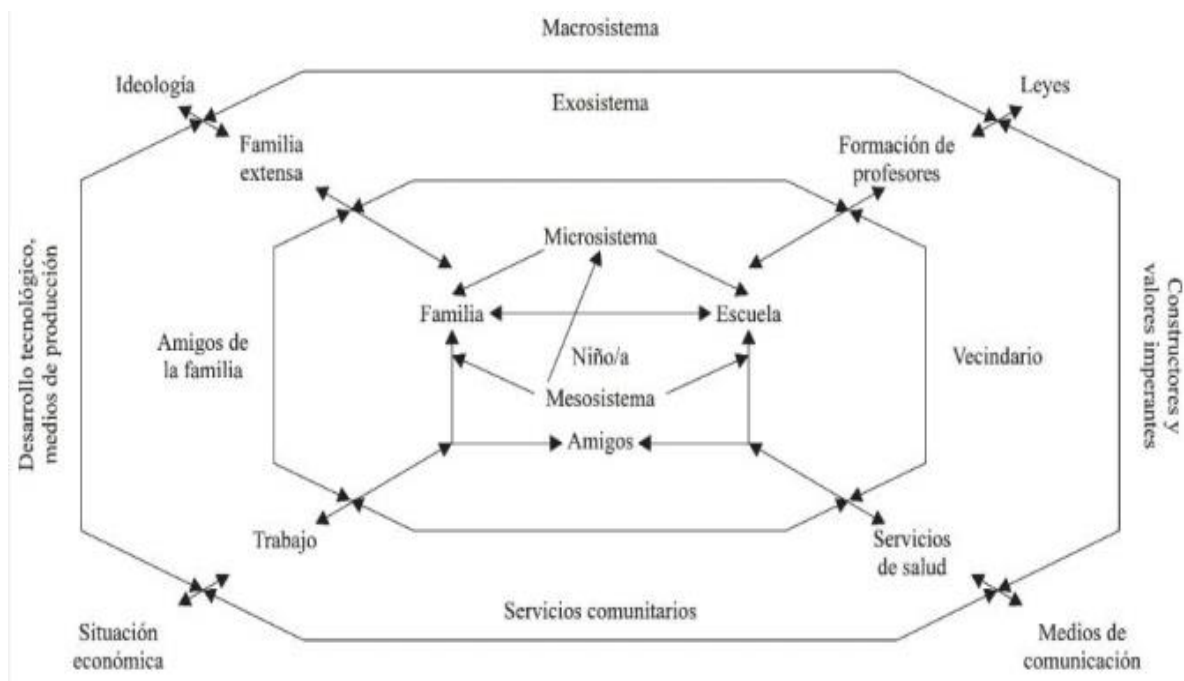 Macrosistema
Ideología
Leyes
Exosistema
Familia
extensa
Formación de
profesores
Microsistema
Desarrollo tecnológico,
medios de producción
Familia
Escuela
Constructores y
valores imperantes
Amigos de
la familia
Niño/a
Vecindario
Mesosistema
Amigos
Trabajo
Servicios
de salud
Servicios comunitarios
Situación
económica
Medios de
comunicación